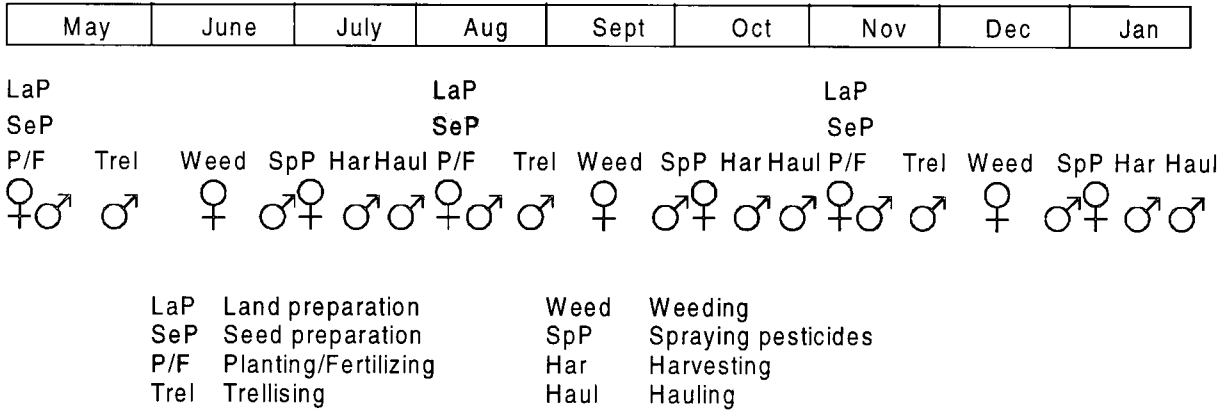 May June July Aug Sept Oct Nov Dec Jan
LaP LaP LaP
SeP SeP SeP
P/F Trel Weed SpP Har Haul P/F Trel Weed SpP Har Haul P/F Trel Weed SpP Har Haul
♀♂ ♂ ♀ ♂♀ ♂ ♂ ♀♂ ♂ ♀ ♂♀ ♂ ♂ ♀♂ ♂ ♀ ♂♀ ♂ ♂
LaP Land preparation Weed Weeding
SeP Seed preparation SpP Spraying pesticides
P/F Planting/Fertilizing Har Harvesting
Trel Trellising Haul Hauling